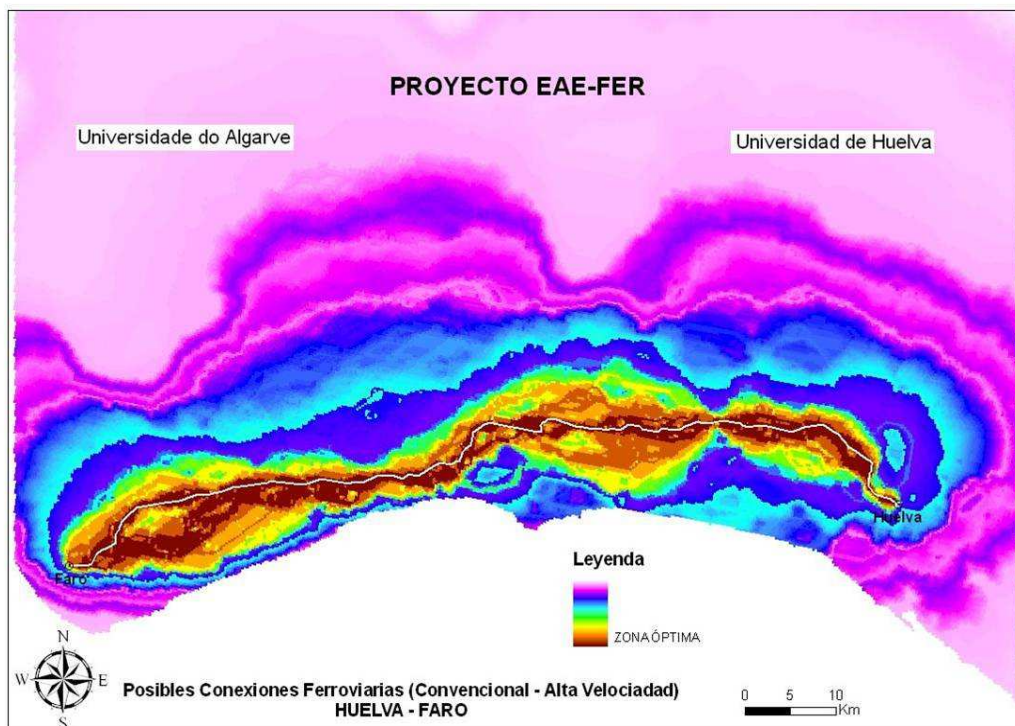 PROYECTO EAE-FER
Universidade do Algarve
Universidad de Huelva
Huelva
Faro
Leyenda
ZONA ÓPTIMA
N
W
E
S
Posibles Conexiones Ferroviarias (Convencional - Alta Velociadad)
HUELVA - FARO
0 5 10
Km